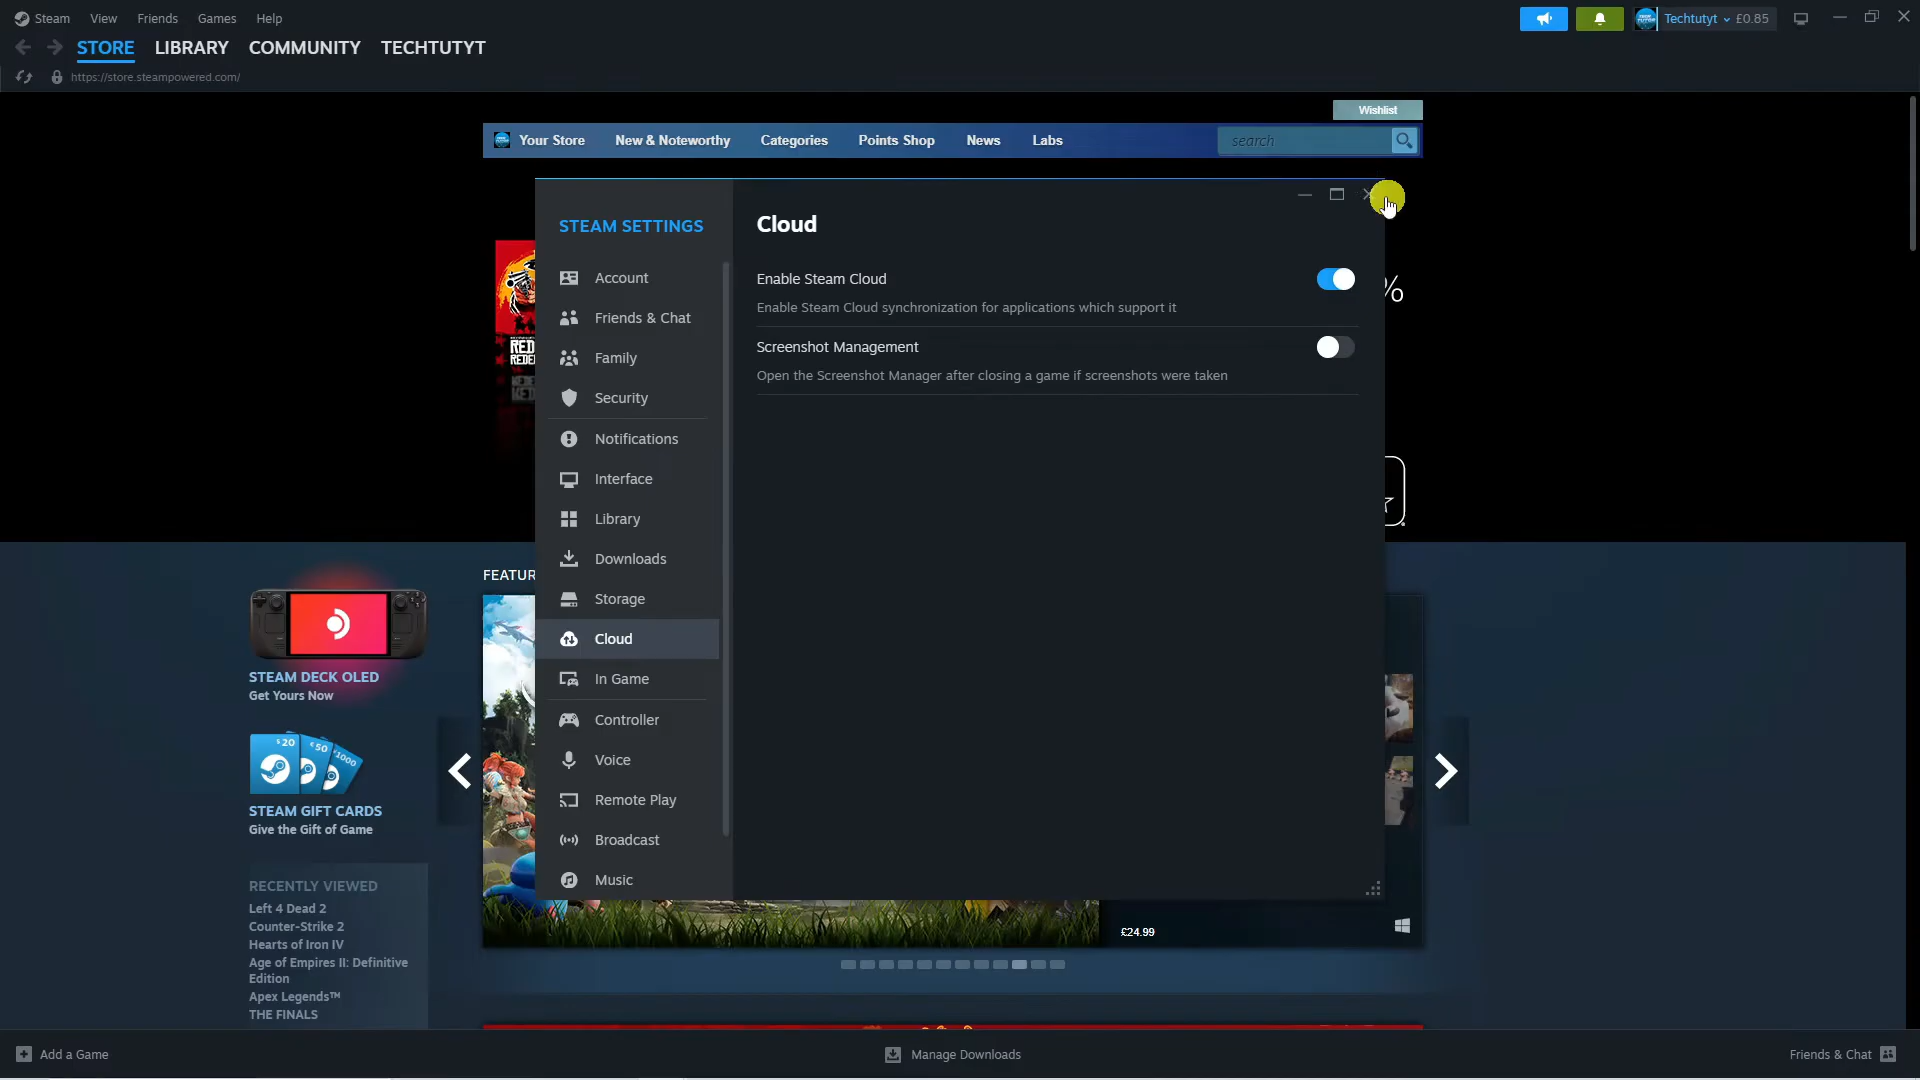 Steam View Friends Games Help
Techtutyt £0.85
STORE LIBRARY COMMUNITY TECHTUTYT
https://store.steampowered.com/
Wishlist
Your Store New & Noteworthy Categories Points Shop News Labs
search
STEAM SETTINGS
Account
Friends & Chat
Family
Security
Notifications
Interface
Library
Downloads
Storage
Cloud
In Game
Controller
Voice
Remote Play
Broadcast
Music
Cloud
Enable Steam Cloud
Enable Steam Cloud synchronization for applications which support it
Screenshot Management
Open the Screenshot Manager after closing a game if screenshots were taken
%
RED
FEATUR
STEAM DECK OLED
Get Yours Now
$20 €50 1000
STEAM GIFT CARDS
Give the Gift of Game
RECENTLY VIEWED
Left 4 Dead 2
Counter-Strike 2
Hearts of Iron IV
Age of Empires II: Definitive
Edition
Apex Legends™
THE FINALS
£24.99
Add a Game
Manage Downloads
Friends & Chat